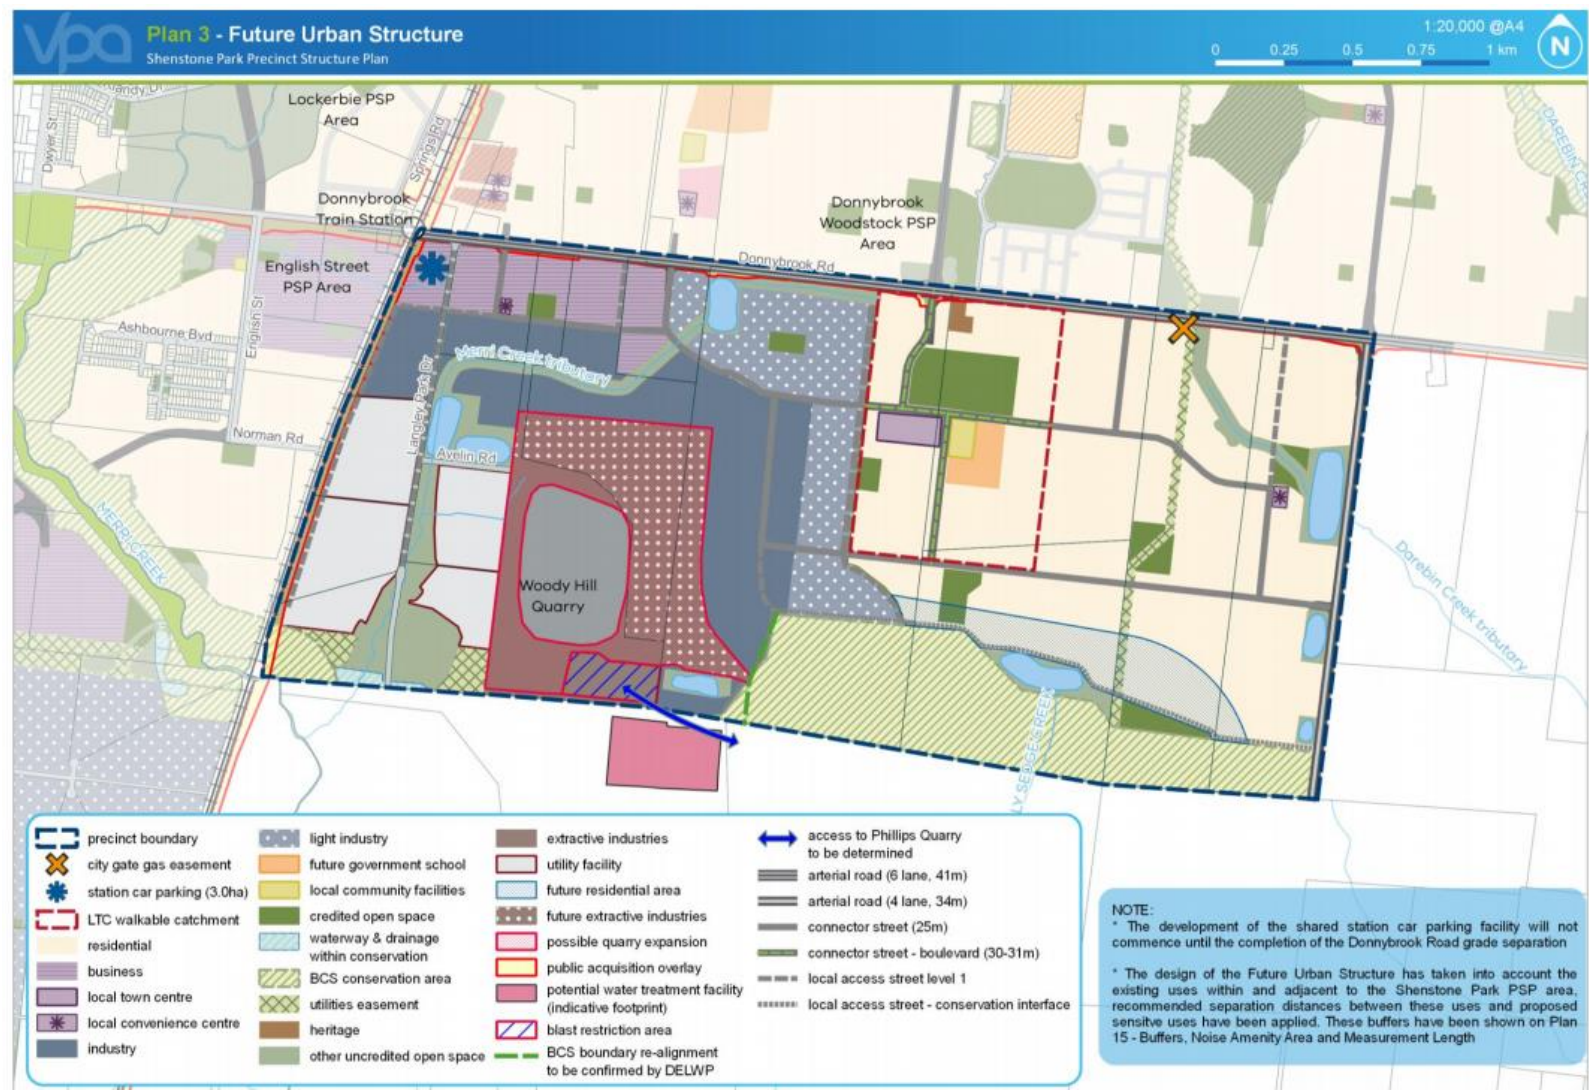 vpa
Plan 3 - Future Urban Structure
Shenstone Park Precinct Structure Plan
1:20,000 @A4
0 0.25 0.5 0.75 1 km
N
Dwyer St
Lockerbie PSP
Area
Springs Rd
DAREBIN
Donnybrook
Train Station
Donnybrook
Woodstock PSP
Area
English Street
PSP Area
Donnybrook Rd
English St
Ashbourne Bvd
Merri Creek tributary
Langley Park Dr
Norman Rd
Avelin Rd
MERRI CREEK
Woody Hill
Quarry
Darebin Creek tributary
LY SEDGE CREEK
precinct boundary
city gate gas easement
station car parking (3.0ha)
LTC walkable catchment
residential
business
local town centre
local convenience centre
industry
light industry
future government school
local community facilities
credited open space
waterway & drainage
within conservation
BCS conservation area
utilities easement
heritage
other uncredited open space
extractive industries
utility facility
future residential area
future extractive industries
possible quarry expansion
public acquisition overlay
potential water treatment facility
(indicative footprint)
blast restriction area
BCS boundary re-alignment
to be confirmed by DELWP
access to Phillips Quarry
to be determined
arterial road (6 lane, 41m)
arterial road (4 lane, 34m)
connector street (25m)
connector street - boulevard (30-31m)
local access street level 1
local access street - conservation interface
NOTE:
* The development of the shared station car parking facility will not
commence until the completion of the Donnybrook Road grade separation
* The design of the Future Urban Structure has taken into account the
existing uses within and adjacent to the Shenstone Park PSP area,
recommended separation distances between these uses and proposed
sensitve uses have been applied. These buffers have been shown on Plan
15 - Buffers, Noise Amenity Area and Measurement Length